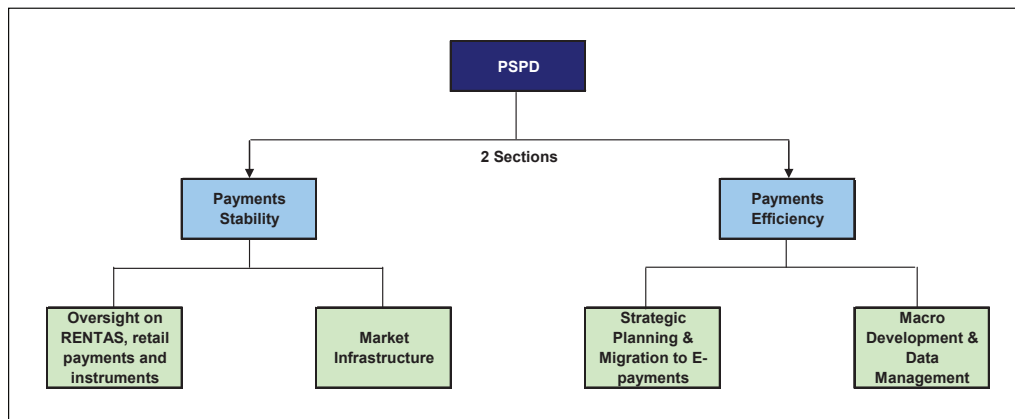 PSPD
2 Sections
Payments
Stability
Payments
Efficiency
Oversight on
RENTAS, retail
payments and
instruments
Market
Infrastructure
Strategic
Planning &
Migration to E-
payments
Macro
Development &
Data
Management